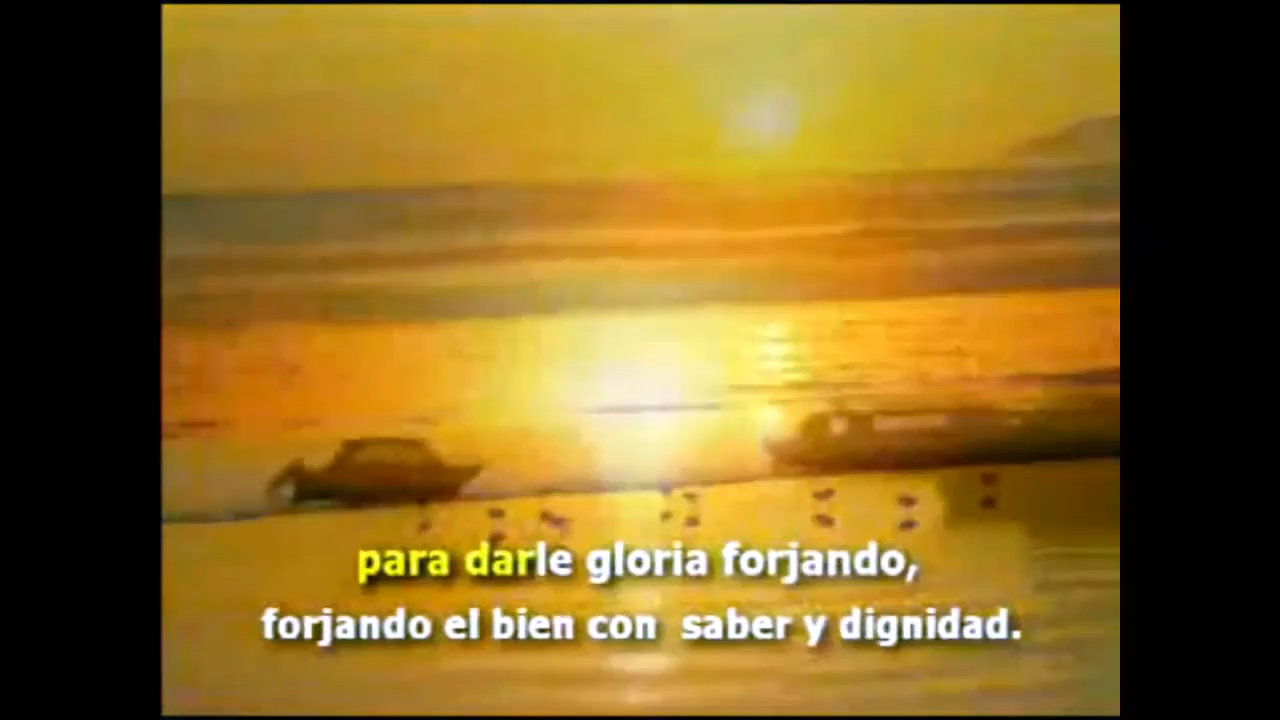 para darle gloria forjando,
forjando el bien con saber y dignidad.